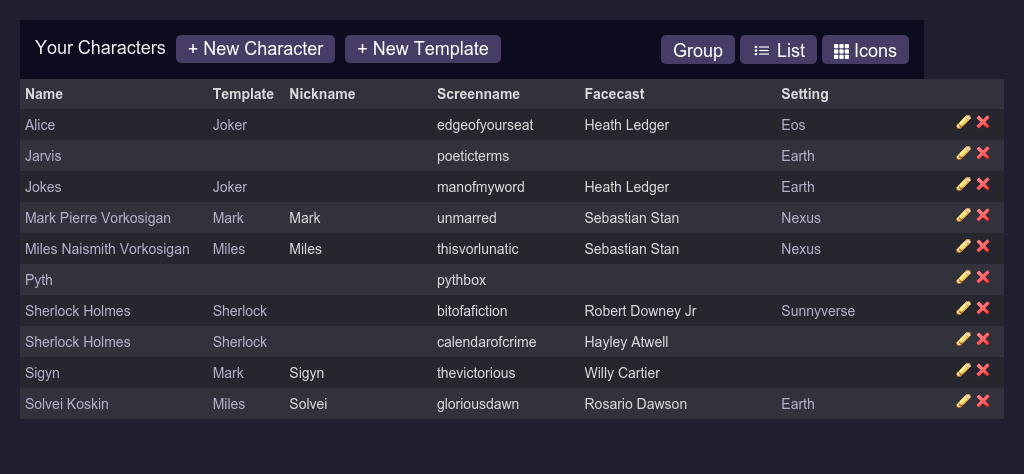 Your Characters + New Character + New Template Group List Icons
Name Template Nickname Screenname Facecast Setting
Alice Joker edgeofyourseat Heath Ledger Eos
Jarvis poeticterms Earth
Jokes Joker manofmyword Heath Ledger Earth
Mark Pierre Vorkosigan Mark Mark unmarred Sebastian Stan Nexus
Miles Naismith Vorkosigan Miles Miles thisvorlunatic Sebastian Stan Nexus
Pyth pythbox
Sherlock Holmes Sherlock bitofafiction Robert Downey Jr Sunnyverse
Sherlock Holmes Sherlock calendarofcrime Hayley Atwell
Sigyn Mark Sigyn thevictorious Willy Cartier
Solvei Koskin Miles Solvei gloriousdawn Rosario Dawson Earth